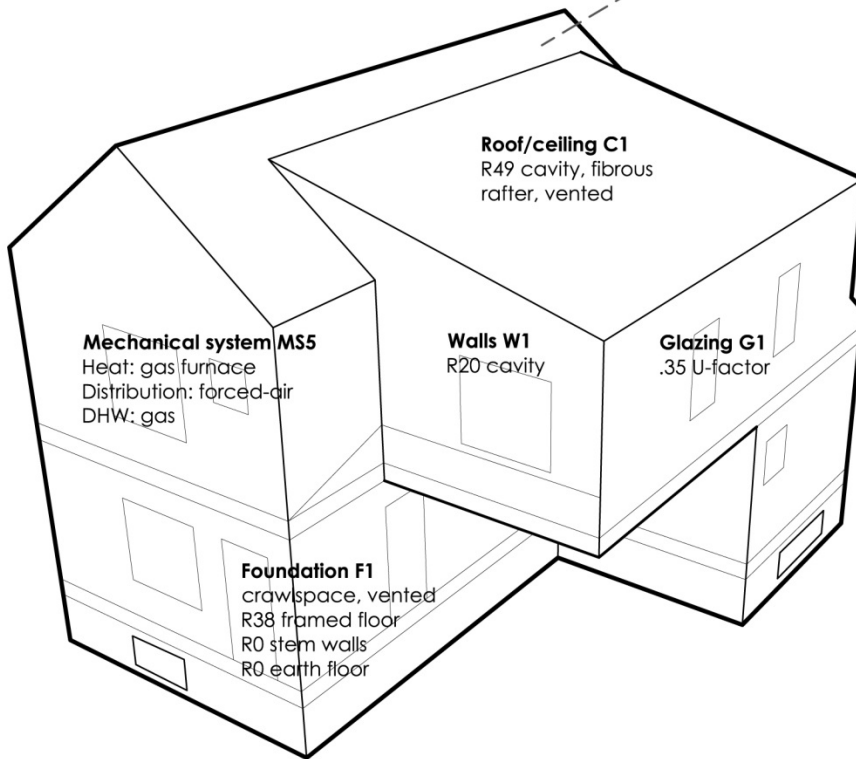 Roof/ceiling C1
R49 cavity, fibrous
rafter, vented
Mechanical system MS5
Heat: gas furnace
Distribution: forced-air
DHW: gas
Walls W1
R20 cavity
Glazing G1
.35 U-factor
Foundation F1
crawlspace, vented
R38 framed floor
R0 stem walls
R0 earth floor